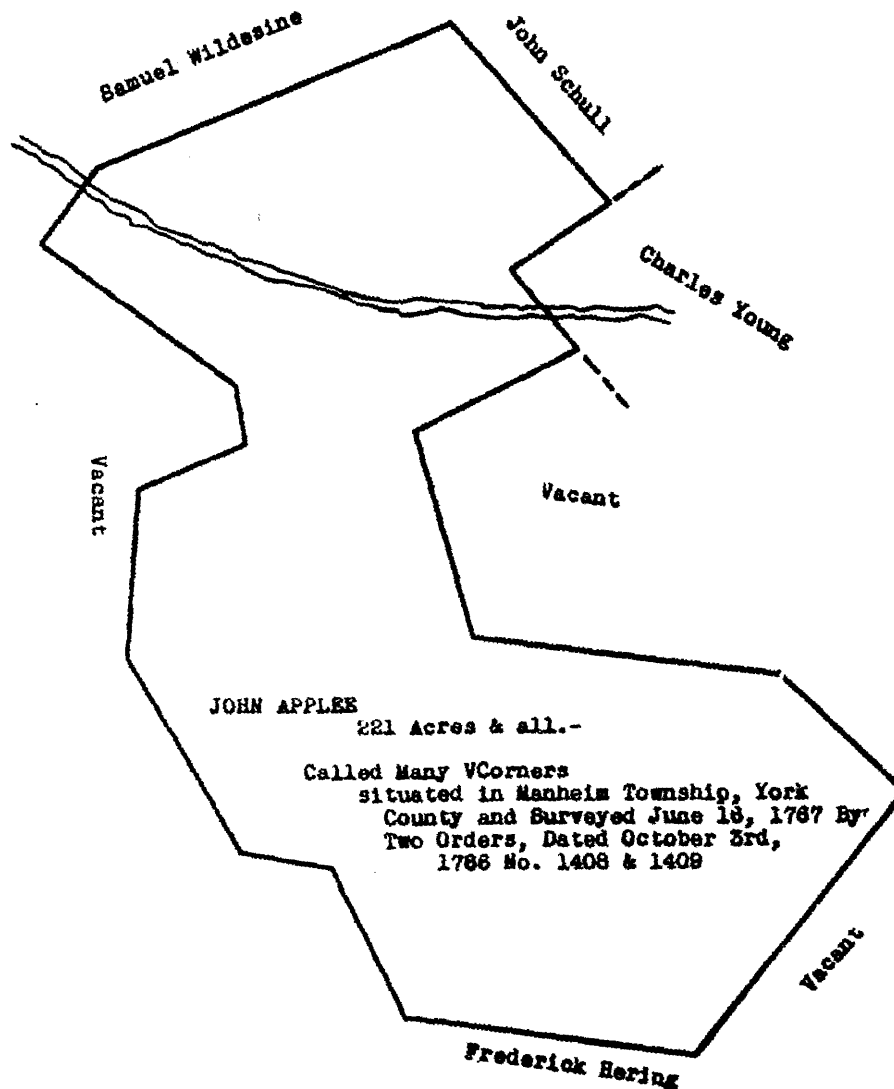 Samuel Wildesine
John Schull
Charles Young
Vacant
Vacant
JOHN APPLEE
221 Acres & all.-
Called Many VCorners
situated in Manheim Township, York
County and Surveyed June 16, 1767 By
Two Orders, Dated October 3rd,
1766 No. 1408 & 1409
Vacant
Frederick Hering